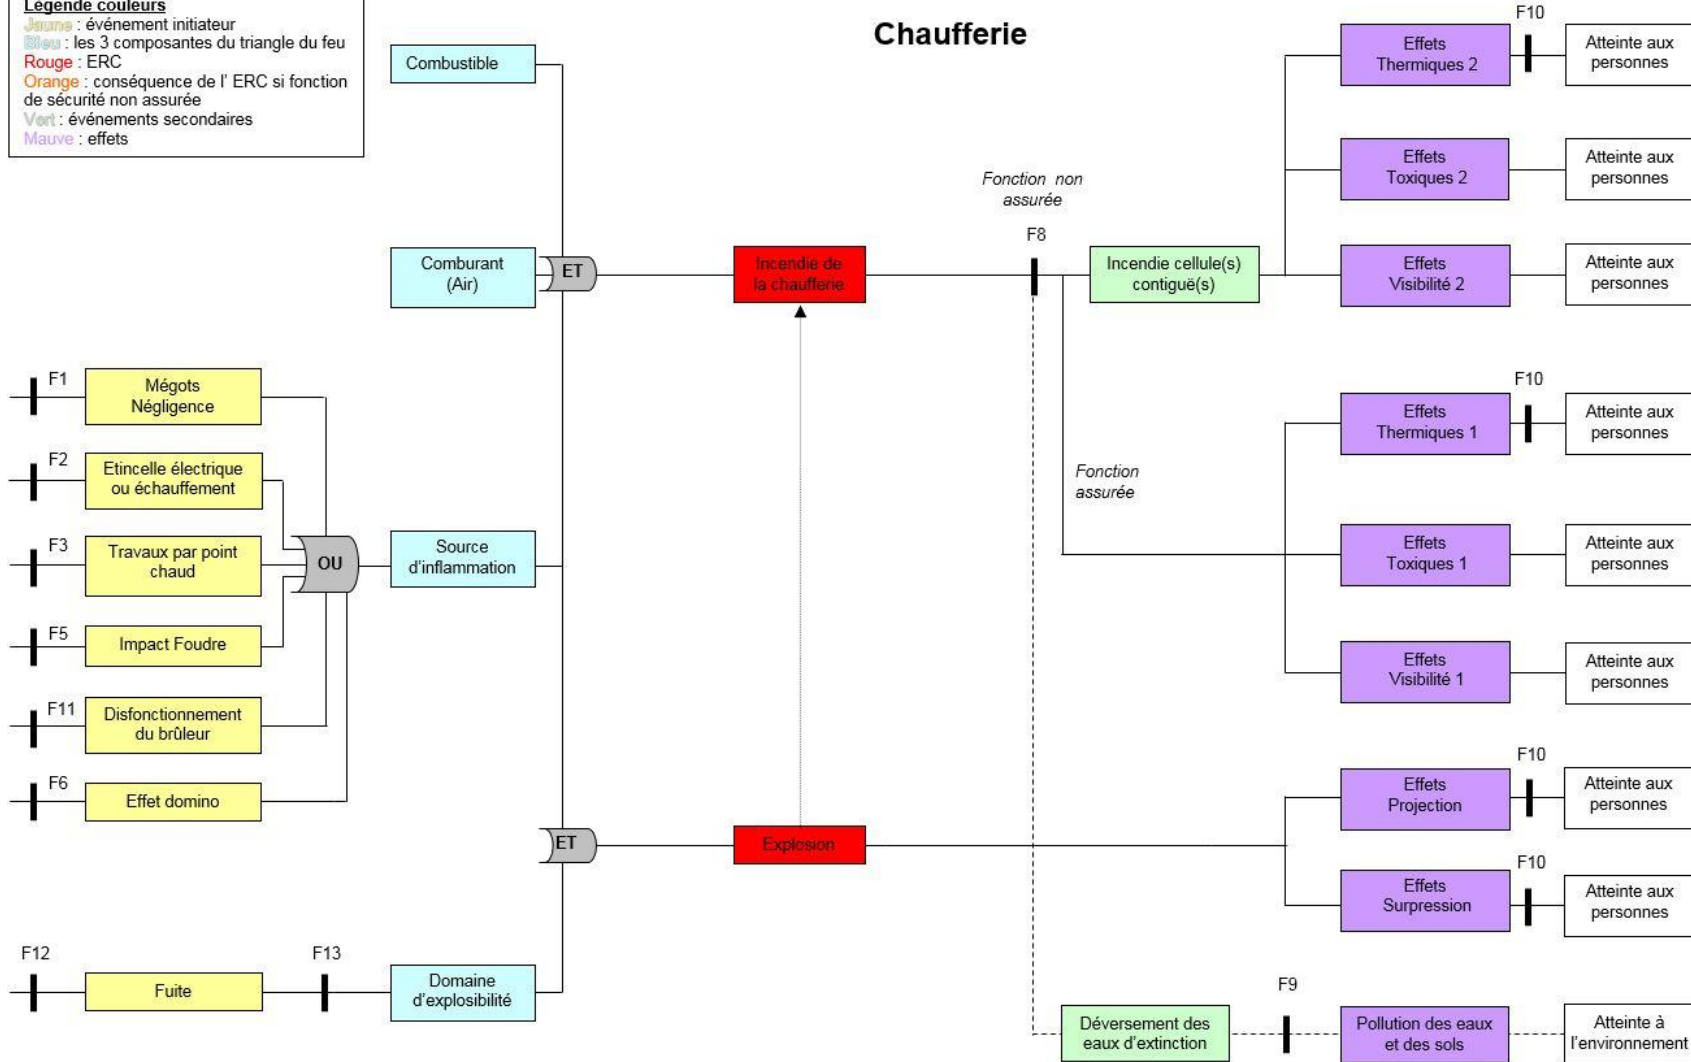 Légende couleurs
Jaune : événement initiateur
Bleu : les 3 composantes du triangle du feu
Rouge : ERC
Orange : conséquence de l' ERC si fonction
de sécurité non assurée
Vert : événements secondaires
Mauve : effets
Chaufferie
Combustible
Comburant
(Air)
ET
Incendie de
la chaufferie
Fonction non
assurée
F8
Incendie cellule(s)
contiguë(s)
Effets
Thermiques 2
F10
Atteinte aux
personnes
Effets
Toxiques 2
Atteinte aux
personnes
Effets
Visibilité 2
Atteinte aux
personnes
F1
Mégots
Négligence
F2
Etincelle électrique
ou échauffement
F3
Travaux par point
chaud
F5
Impact Foudre
F11
Disfonctionnement
du brûleur
F6
Effet domino
OU
Source
d'inflammation
Fonction
assurée
Effets
Thermiques 1
F10
Atteinte aux
personnes
Effets
Toxiques 1
Atteinte aux
personnes
Effets
Visibilité 1
Atteinte aux
personnes
ET
Explosion
Effets
Projection
F10
Atteinte aux
personnes
Effets
Surpression
F10
Atteinte aux
personnes
F12
Fuite
F13
Domaine
d'explosibilité
Déversement des
eaux d'extinction
F9
Pollution des eaux
et des sols
Atteinte à
l'environnement